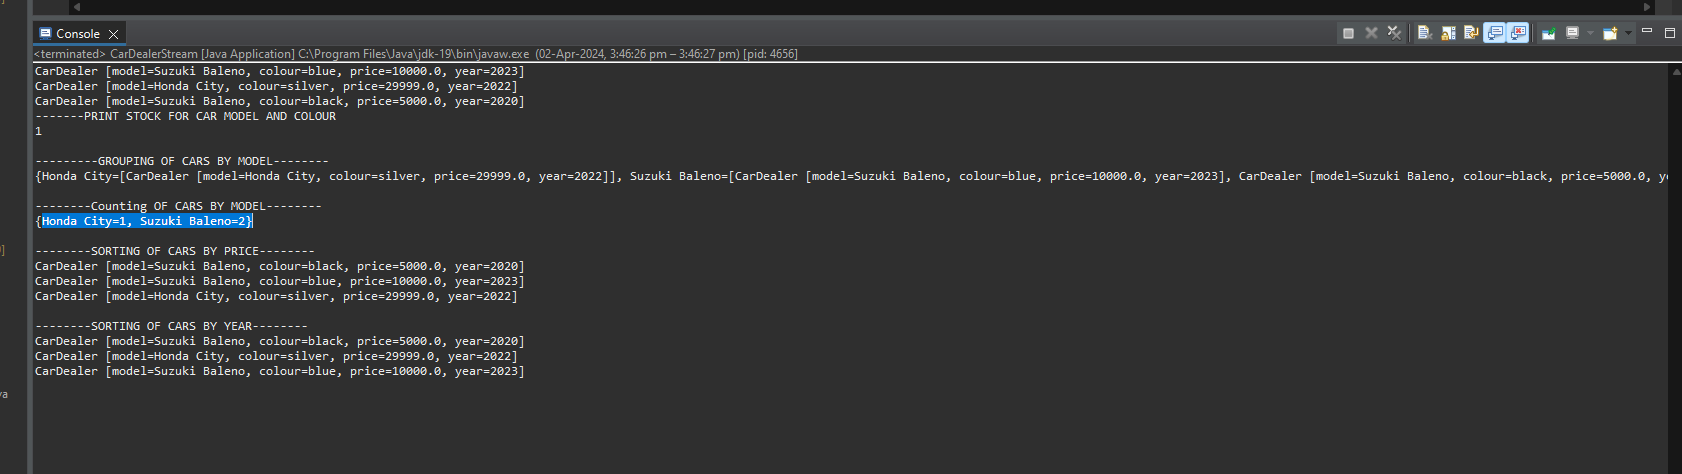 Console
<terminated> CarDealerStream [Java Application] C:\Program Files\Java\jdk-19\bin\javaw.exe (02-Apr-2024, 3:46:26 pm – 3:46:27 pm) [pid: 4656]
CarDealer [model=Suzuki Baleno, colour=blue, price=10000.0, year=2023]
CarDealer [model=Honda City, colour=silver, price=29999.0, year=2022]
CarDealer [model=Suzuki Baleno, colour=black, price=5000.0, year=2020]
-------PRINT STOCK FOR CAR MODEL AND COLOUR
1
---------GROUPING OF CARS BY MODEL--------
{Honda City=[CarDealer [model=Honda City, colour=silver, price=29999.0, year=2022]], Suzuki Baleno=[CarDealer [model=Suzuki Baleno, colour=blue, price=10000.0, year=2023], CarDealer [model=Suzuki Baleno, colour=black, price=5000.0,
--------Counting OF CARS BY MODEL--------
{Honda City=1, Suzuki Baleno=2}
--------SORTING OF CARS BY PRICE--------
CarDealer [model=Suzuki Baleno, colour=black, price=5000.0, year=2020]
CarDealer [model=Suzuki Baleno, colour=blue, price=10000.0, year=2023]
CarDealer [model=Honda City, colour=silver, price=29999.0, year=2022]
--------SORTING OF CARS BY YEAR--------
CarDealer [model=Suzuki Baleno, colour=black, price=5000.0, year=2020]
CarDealer [model=Honda City, colour=silver, price=29999.0, year=2022]
CarDealer [model=Suzuki Baleno, colour=blue, price=10000.0, year=2023]